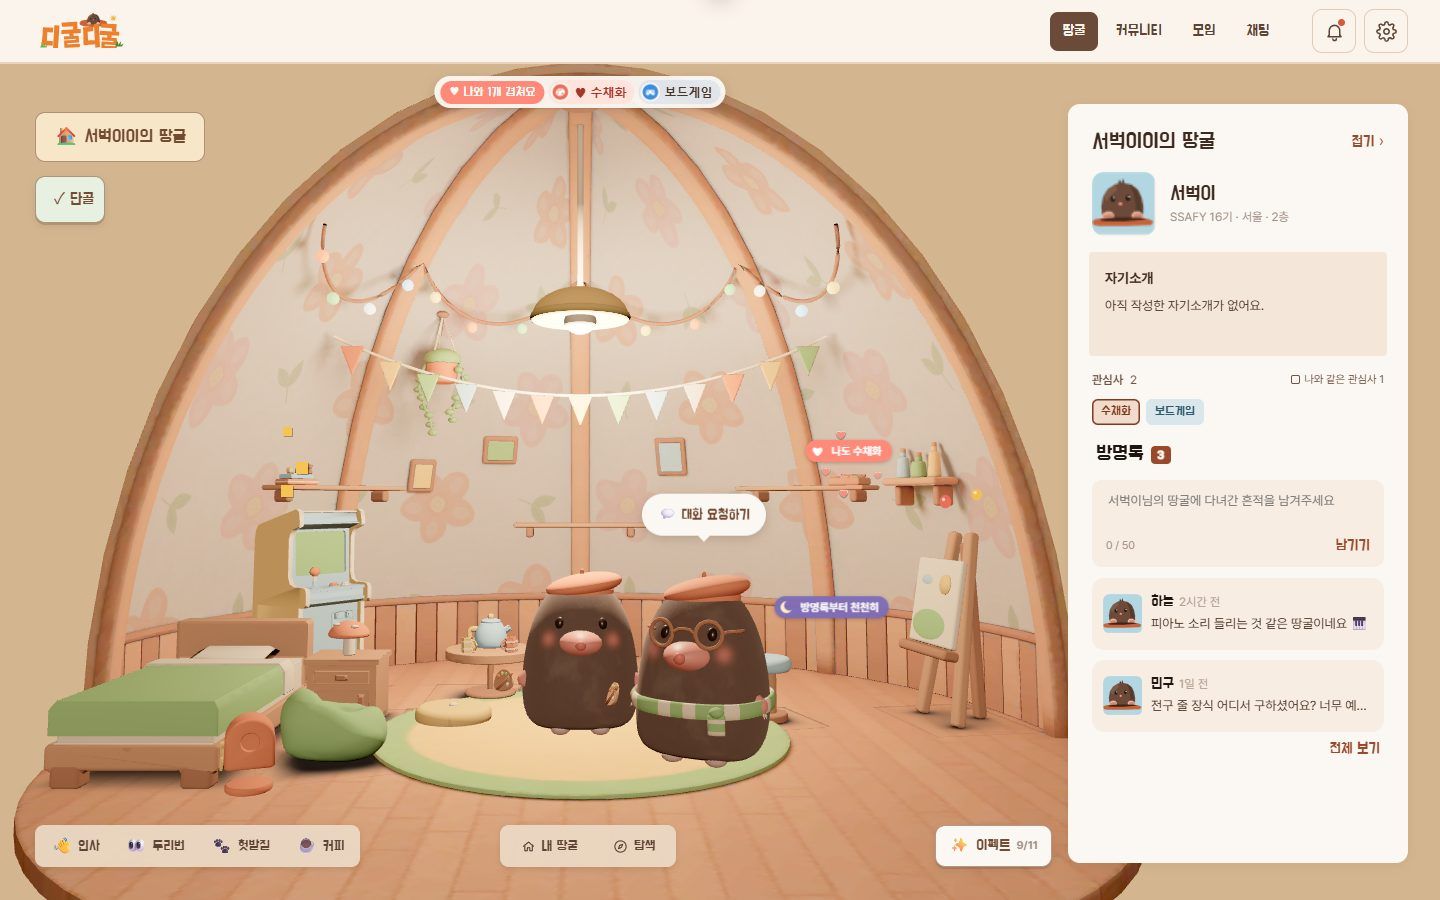 디굴디굴
땅굴
커뮤니티
모임
채팅
나와 1개 겹쳐요
수채화
보드게임
서벅이이의 땅굴
✓ 단골
서벅이이의 땅굴
접기 ›
서벅이
SSAFY 16기 · 서울 · 2층
자기소개
아직 작성한 자기소개가 없어요.
관심사 2
나와 같은 관심사 1
수채화
보드게임
방명록 3
서벅이님의 땅굴에 다녀간 흔적을 남겨주세요
0 / 50
남기기
하늘 2시간 전
피아노 소리 들리는 것 같은 땅굴이네요
민구 1일 전
전구 줄 장식 어디서 구하셨어요? 너무 예...
전체 보기
나도 수채화
대화 요청하기
방명록부터 천천히
인사
두리번
헛발질
커피
내 땅굴
탐색
이펙트 9/11